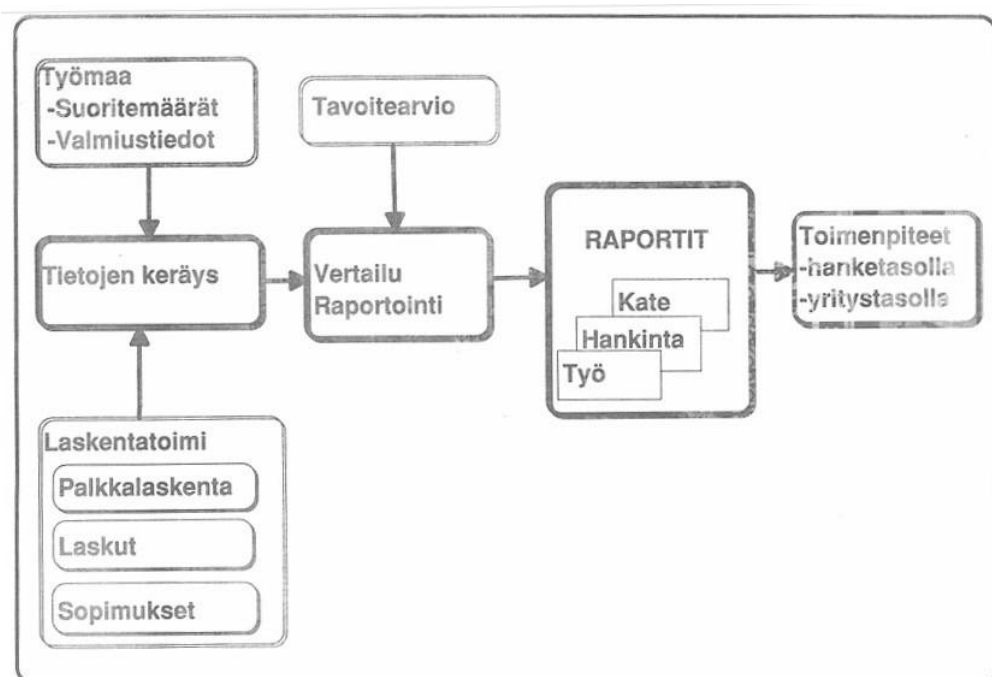 Työmaa
-Suoritemäärät
-Valmiustiedot
Tavoitearvio
Tietojen keräys
Vertailu
Raportointi
RAPORTIT
Kate
Hankinta
Työ
Toimenpiteet
-hanketasolla
-yritystasolla
Laskentatoimi
Palkkalaskenta
Laskut
Sopimukset